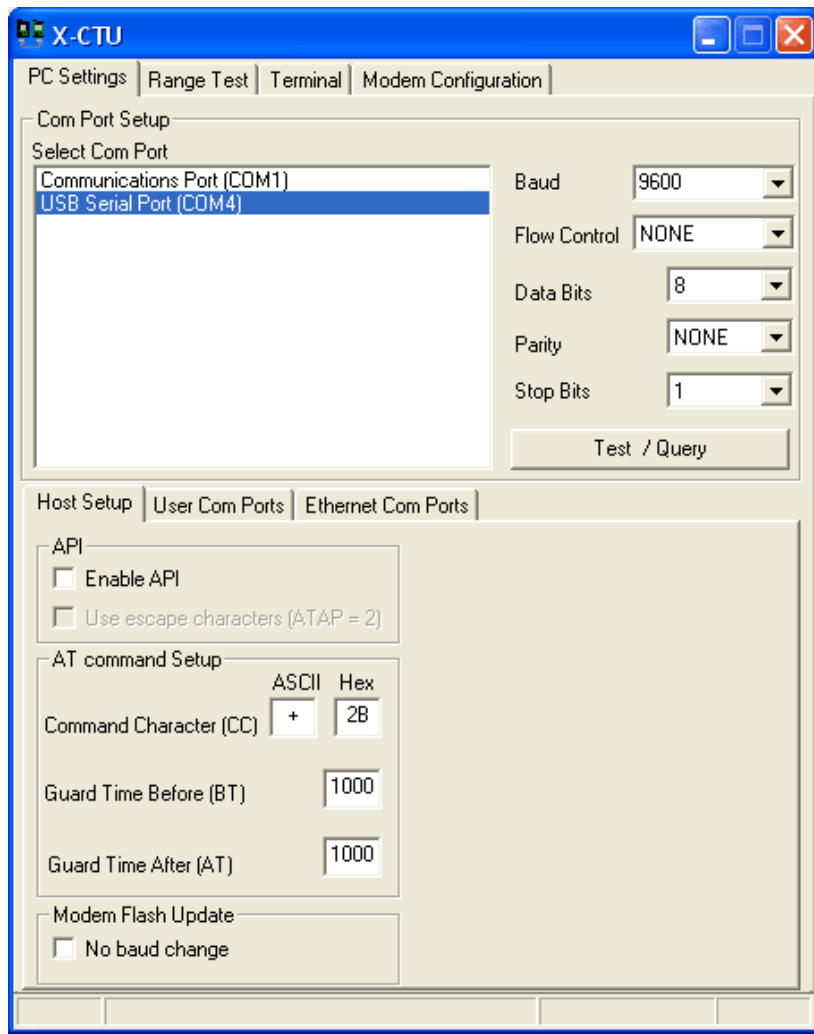 X-CTU
PC Settings Range Test Terminal Modem Configuration
Com Port Setup
Select Com Port
Communications Port (COM1)
USB Serial Port (COM4)
Baud 9600
Flow Control NONE
Data Bits 8
Parity NONE
Stop Bits 1
Test / Query
Host Setup User Com Ports Ethernet Com Ports
API
Enable API
Use escape characters (ATAP = 2)
AT command Setup
ASCII Hex
Command Character (CC) + 2B
Guard Time Before (BT) 1000
Guard Time After (AT) 1000
Modem Flash Update
No baud change